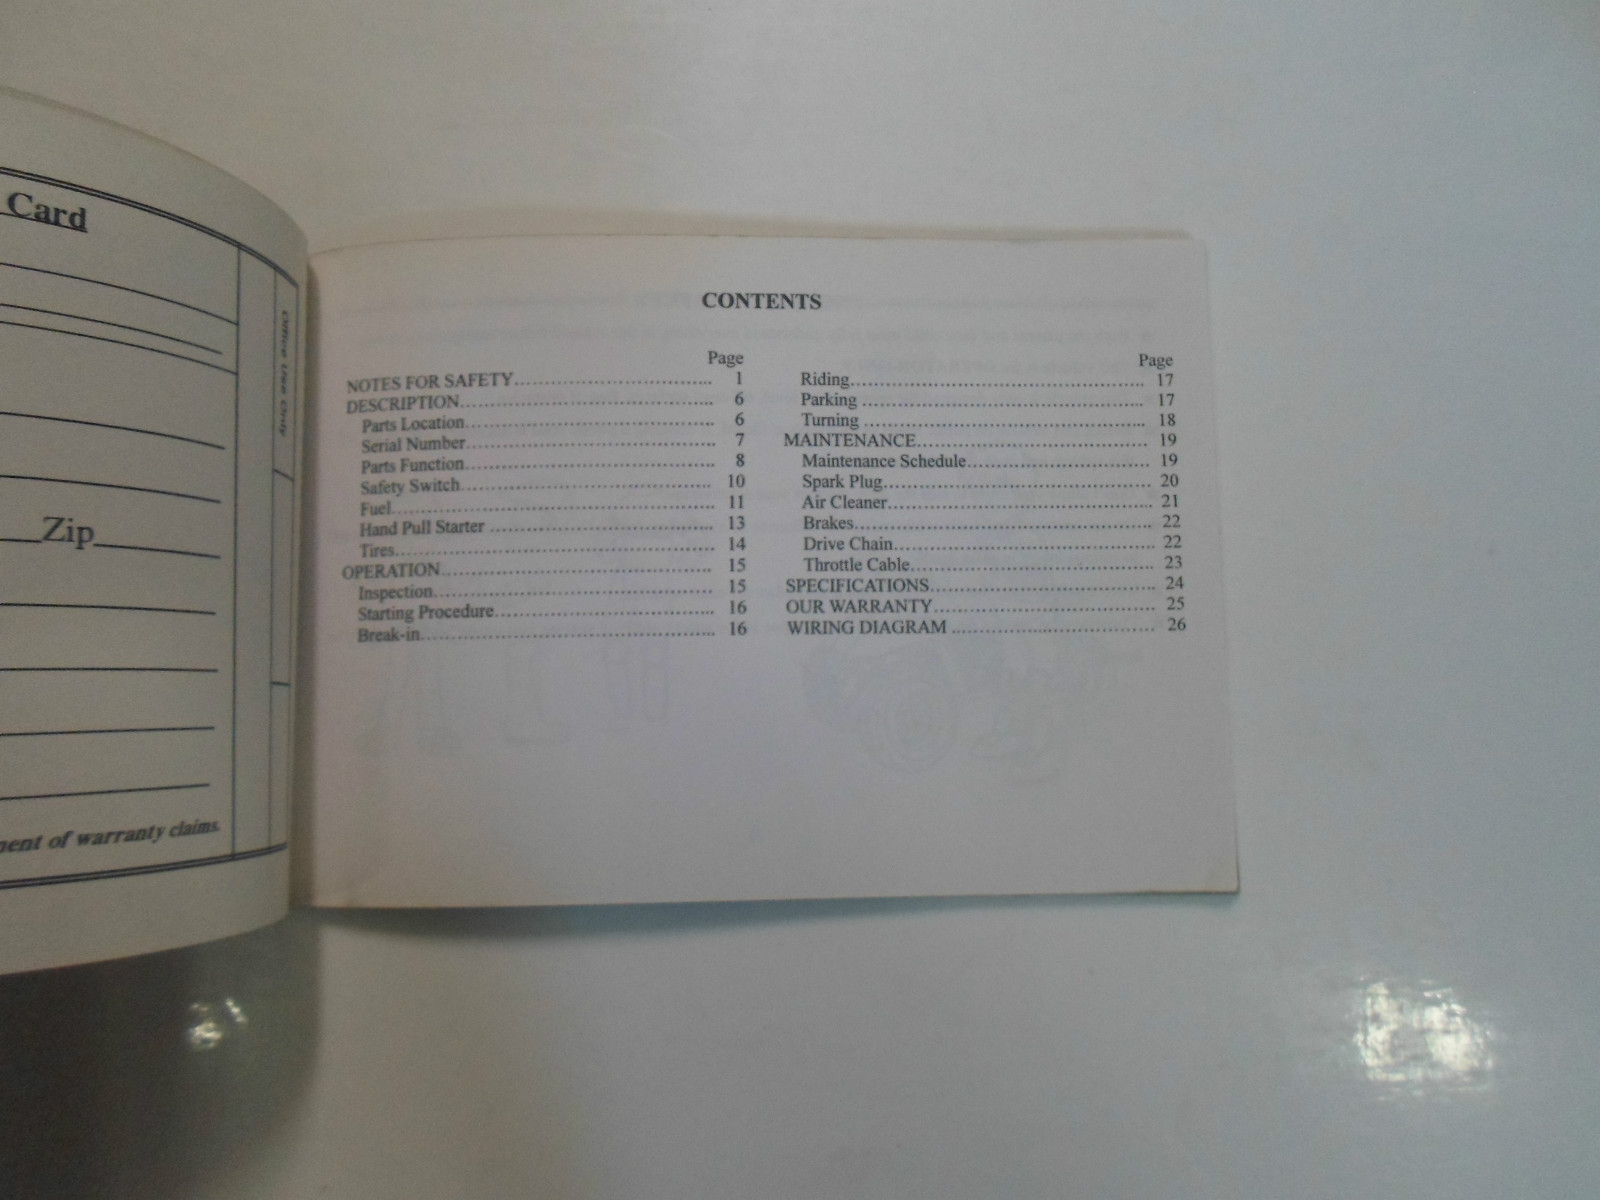 Card
Office Use Only
Zip
of warranty claims.
CONTENTS
Page
NOTES FOR SAFETY........................................ 1
DESCRIPTION.................................................. 6
Parts Location................................................ 6
Serial Number................................................ 7
Parts Function................................................ 8
Safety Switch................................................ 10
Fuel............................................................. 11
Hand Pull Starter .......................................... 13
Tires............................................................ 14
OPERATION.................................................... 15
Inspection..................................................... 15
Starting Procedure.......................................... 16
Break-in........................................................ 16
Page
Riding.......................................................... 17
Parking ........................................................ 17
Turning ........................................................ 18
MAINTENANCE.............................................. 19
Maintenance Schedule.................................... 19
Spark Plug.................................................... 20
Air Cleaner................................................... 21
Brakes.......................................................... 22
Drive Chain................................................... 22
Throttle Cable................................................ 23
SPECIFICATIONS............................................ 24
OUR WARRANTY............................................ 25
WIRING DIAGRAM ........................................ 26